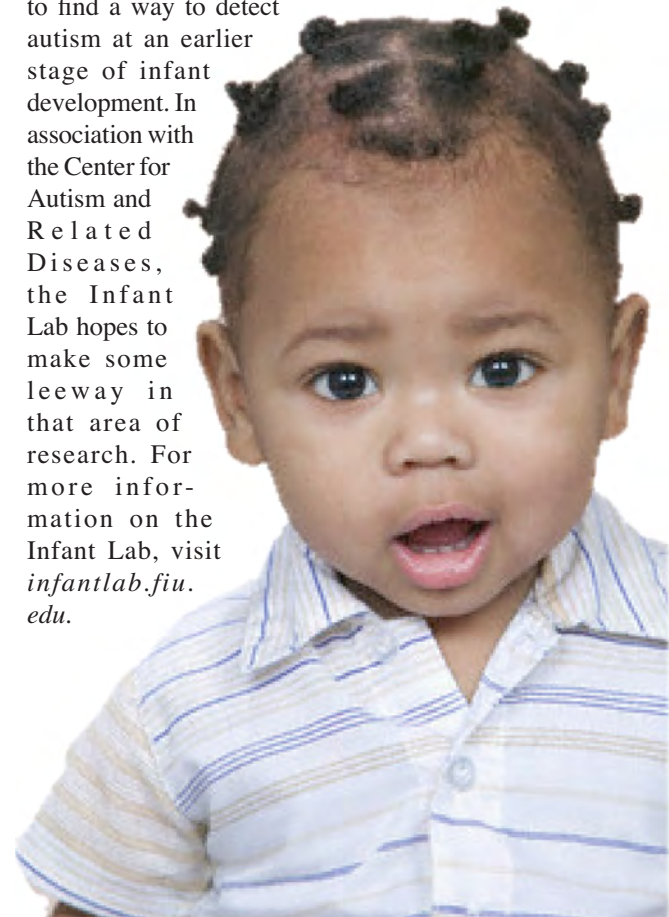 to find a way to detect
autism at an earlier
stage of infant
development. In
association with
the Center for
Autism and
Related
Diseases,
the Infant
Lab hopes to
make some
leeway in
that area of
research. For
more infor-
mation on the
Infant Lab, visit
infantlab.fiu.
edu.